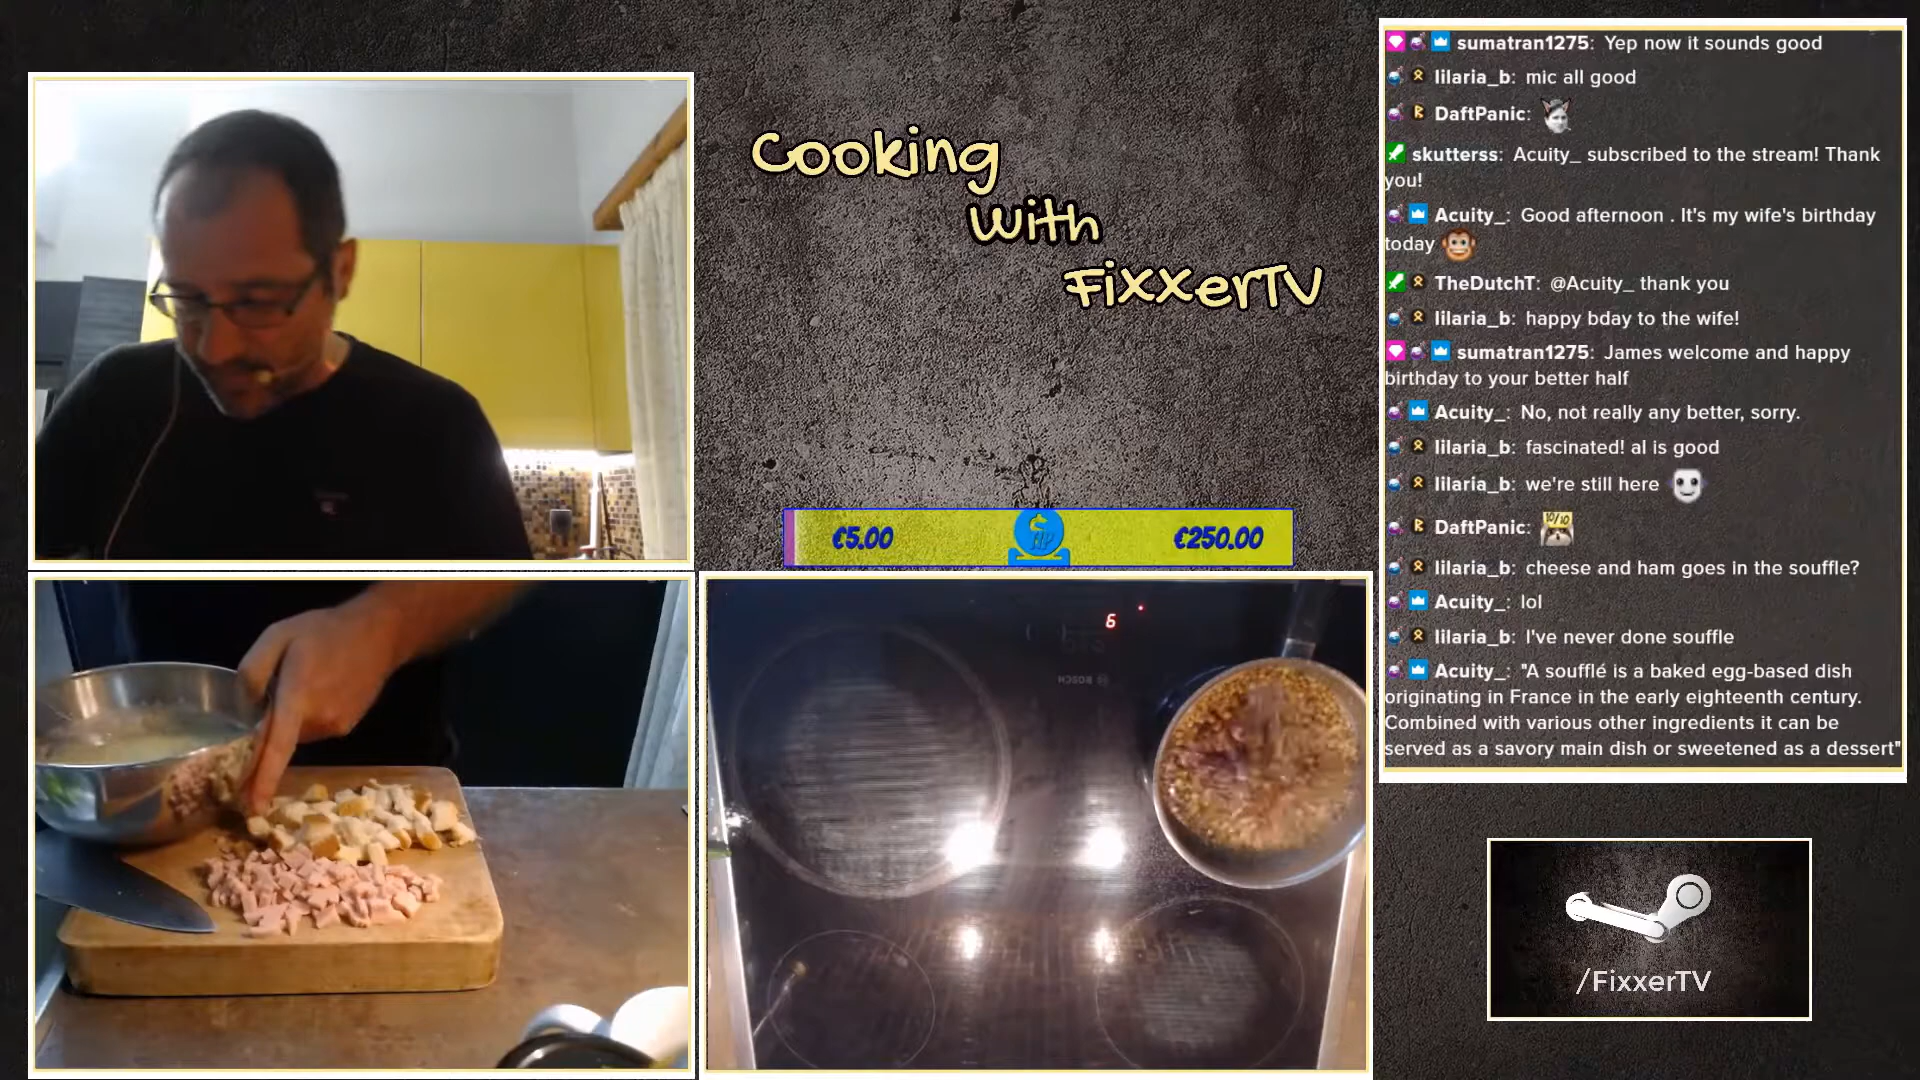 Cooking
with
FiXXerTV
€5.00
€250.00
6
BOSCH
sumatran1275: Yep now it sounds good
lilaria_b: mic all good
DaftPanic:
skutterss: Acuity_ subscribed to the stream! Thank
you!
Acuity_: Good afternoon . It's my wife's birthday
today
TheDutchT: @Acuity_ thank you
lilaria_b: happy bday to the wife!
sumatran1275: James welcome and happy
birthday to your better half
Acuity_: No, not really any better, sorry.
lilaria_b: fascinated! al is good
lilaria_b: we're still here
DaftPanic: 10/10
lilaria_b: cheese and ham goes in the souffle?
Acuity_: lol
lilaria_b: I've never done souffle
Acuity_: "A soufflé is a baked egg-based dish
originating in France in the early eighteenth century.
Combined with various other ingredients it can be
served as a savory main dish or sweetened as a dessert"
/FixxerTV